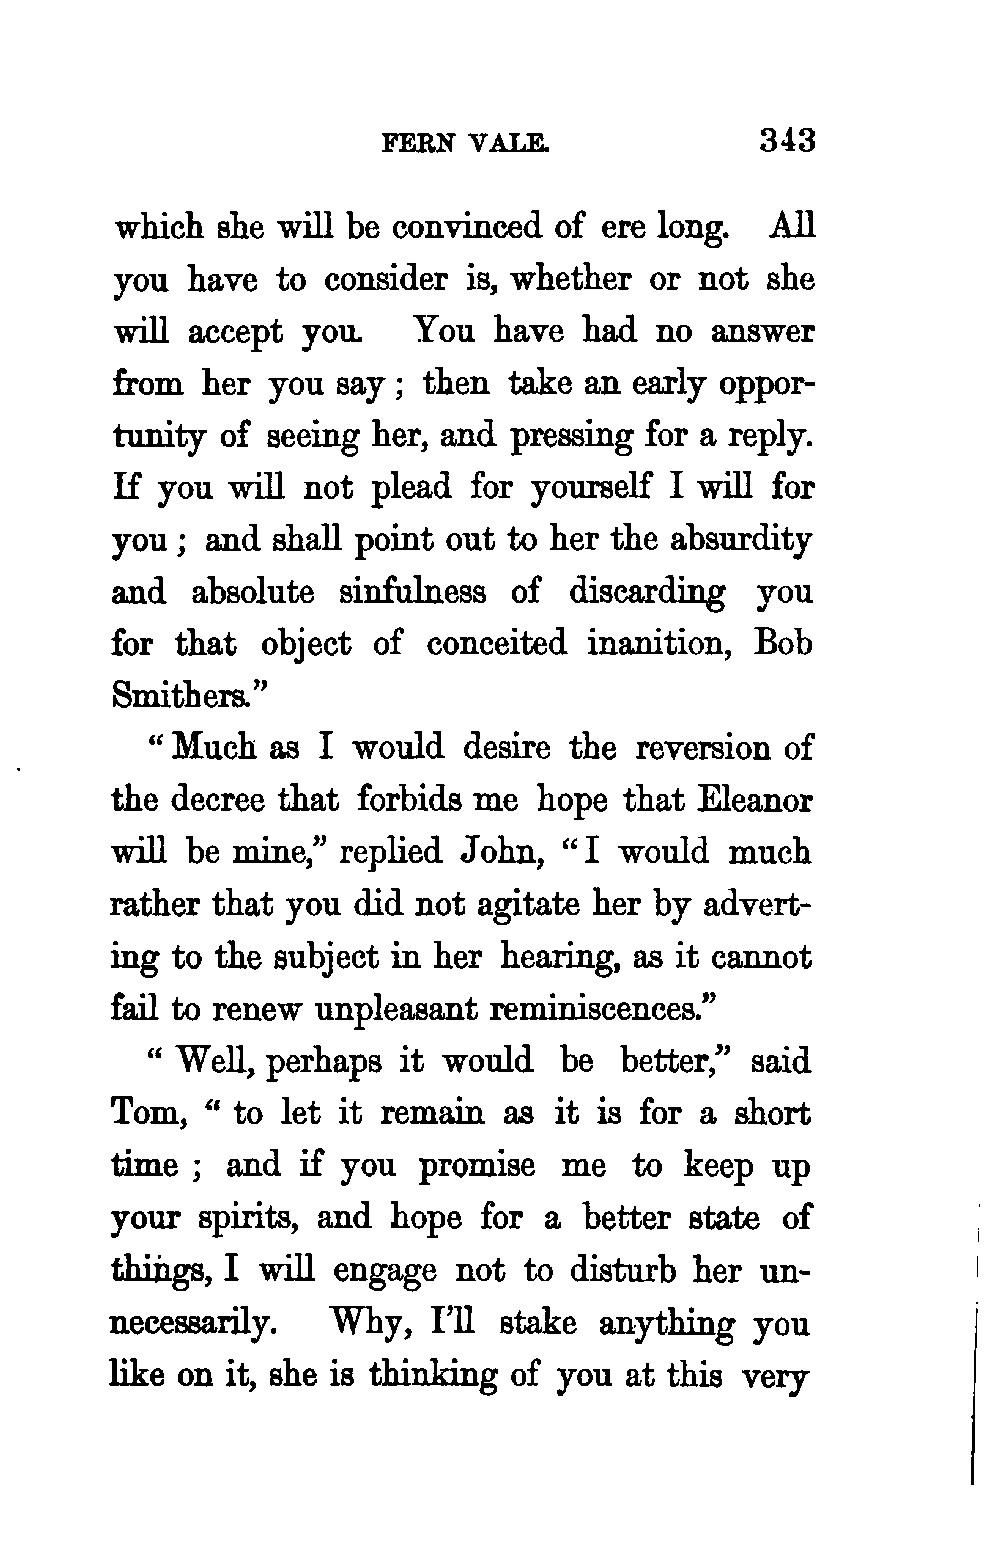 FERN VALE. 343
which she will be convinced of ere long. All
you have to consider is, whether or not she
will accept you. You have had no answer
from her you say ; then take an early oppor-
tunity of seeing her, and pressing for a reply.
If you will not plead for yourself I will for
you ; and shall point out to her the absurdity
and absolute sinfulness of discarding you
for that object of conceited inanition, Bob
Smithers.”
“ Much as I would desire the reversion of
the decree that forbids me hope that Eleanor
will be mine,” replied John, “ I would much
rather that you did not agitate her by advert-
ing to the subject in her hearing, as it cannot
fail to renew unpleasant reminiscences.”
“ Well, perhaps it would be better,” said
Tom, “ to let it remain as it is for a short
time ; and if you promise me to keep up
your spirits, and hope for a better state of
things, I will engage not to disturb her un-
necessarily. Why, I’ll stake anything you
like on it, she is thinking of you at this very